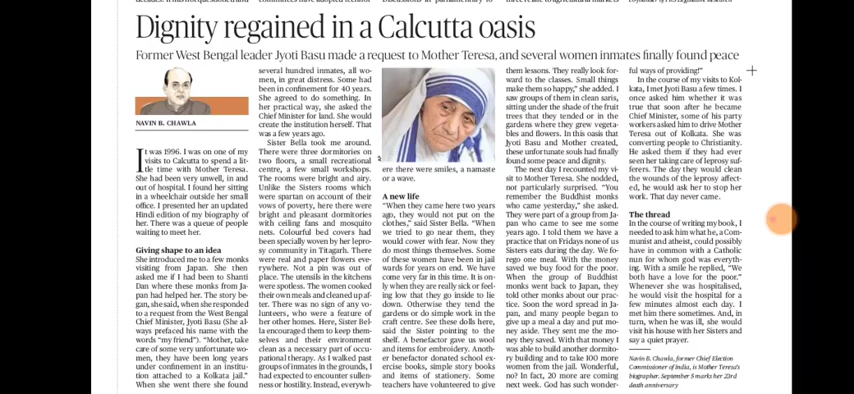 Dignity regained in a Calcutta oasis
Former West Bengal leader Jyoti Basu made a request to Mother Teresa, and several women inmates finally found peace
NAVIN B. CHAWLA
It was 1996. I was on one of my
visits to Calcutta to spend a lit-
tle time with Mother Teresa.
She had been very unwell, in and
out of hospital. I found her sitting
in a wheelchair outside her small
office. I presented her an updated
Hindi edition of my biography of
her. There was a queue of people
waiting to meet her.
Giving shape to an idea
She introduced me to a few monks
visiting from Japan. She then
asked me if I had been to Shanti
Dan where these monks from Ja-
pan had helped her. The story be-
gan, she said, when she responded
to a request from the West Bengal
Chief Minister, Jyoti Basu (She al-
ways prefaced his name with the
words "my friend"). "Mother, take
care of some very unfortunate wo-
men, they have been long years
under confinement in an institu-
tion attached to a Kolkata jail."
When she went there she found
several hundred inmates, all wo-
men, in great distress. Some had
been in confinement for 40 years.
She agreed to do something. In
her practical way, she asked the
Chief Minister for land. She would
create the institution herself. That
was a few years ago.
Sister Bella took me around.
There were three dormitories on
two floors, a small recreational
centre, a few small workshops.
The rooms were bright and airy.
Unlike the Sisters rooms which
were spartan on account of their
vows of poverty, here there were
bright and pleasant dormitories
with ceiling fans and mosquito
nets. Colourful bed covers had
been specially woven by her lepro-
sy community in Titagarh. There
were real and paper flowers eve-
rywhere. Not a pin was out of
place. The utensils in the kitchens
were spotless. The women cooked
their own meals and cleaned up af-
ter. There was no sign of any vo-
lunteers, who were a feature of
her other homes. Here, Sister Bel-
la encouraged them to keep them-
selves and their environment
clean as a necessary part of occu-
pational therapy. As I walked past
groups of inmates in the grounds, I
had expected to encounter sullen-
ness or hostility. Instead, everywh-
ere there were smiles, a namaste
or a wave.
A new life
"When they came here two years
ago, they would not put on the
clothes," said Sister Bella. "When
we tried to go near them, they
would cower with fear. Now they
do most things themselves. Some
of these women have been in jail
wards for years on end. We have
come very far in this time. It is on-
ly when they are really sick or feel-
ing low that they go inside to lie
down. Otherwise they tend the
gardens or do simple work in the
craft centre. See these dolls here,
said the Sister pointing to the
shelf. A benefactor gave us wool
and items for embroidery. Anoth-
er benefactor donated school exer-
cise books, simple story books
and items of stationery. Some
teachers have volunteered to give
them lessons. They really look for-
ward to the classes. Small things
make them so happy," she added. I
saw groups of them in clean saris,
sitting under the shade of the fruit
trees that they tended or in the
gardens where they grew vegeta-
bles and flowers. In this oasis that
Jyoti Basu and Mother created,
these unfortunate souls had finally
found some peace and dignity.
The next day I recounted my vi-
sit to Mother Teresa. She nodded,
not particularly surprised. "You
remember the Buddhist monks
who came yesterday", she asked.
They were part of a group from Ja-
pan who came to see me some
years ago. I told them we have a
practice that on Fridays none of us
Sisters eats during the day. We fo-
rego one meal. With the money
saved we buy food for the poor.
When the group of Buddhist
monks went back to Japan, they
told other monks about our prac-
tice. Soon the word spread in Ja-
pan, and many people began to
give up a meal a day and put mo-
ney aside. They sent me the mo-
ney they saved. With that money I
was able to build another dormito-
ry building and to take 100 more
women from the jail. Wonderful,
no? In fact, 20 more are coming
next week. God has such wonder-
ful ways of providing!"
In the course of my visits to Kol-
kata, I met Jyoti Basu a few times. I
once asked him whether it was
true that soon after he became
Chief Minister, some of his party
workers asked him to drive Mother
Teresa out of Kolkata. She was
converting people to Christianity.
He asked them if they had ever
seen her taking care of leprosy suf-
ferers. The day they would clean
the wounds of the leprosy affect-
ed, he would ask her to stop her
work. That day never came.
The thread
In the course of writing my book, I
needed to ask him what he, a Com-
munist and atheist, could possibly
have in common with a Catholic
nun for whom god was everyth-
ing. With a smile he replied, "We
both have a love for the poor."
Whenever she was hospitalised,
he would visit the hospital for a
few minutes almost each day. I
met him there sometimes. And, in
turn, when he was ill, she would
visit his house with her Sisters and
say a quiet prayer.
Navin B. Chawla, former Chief Election
Commissioner of India, is Mother Teresa's
biographer. September 5 marks her 23rd
death anniversary